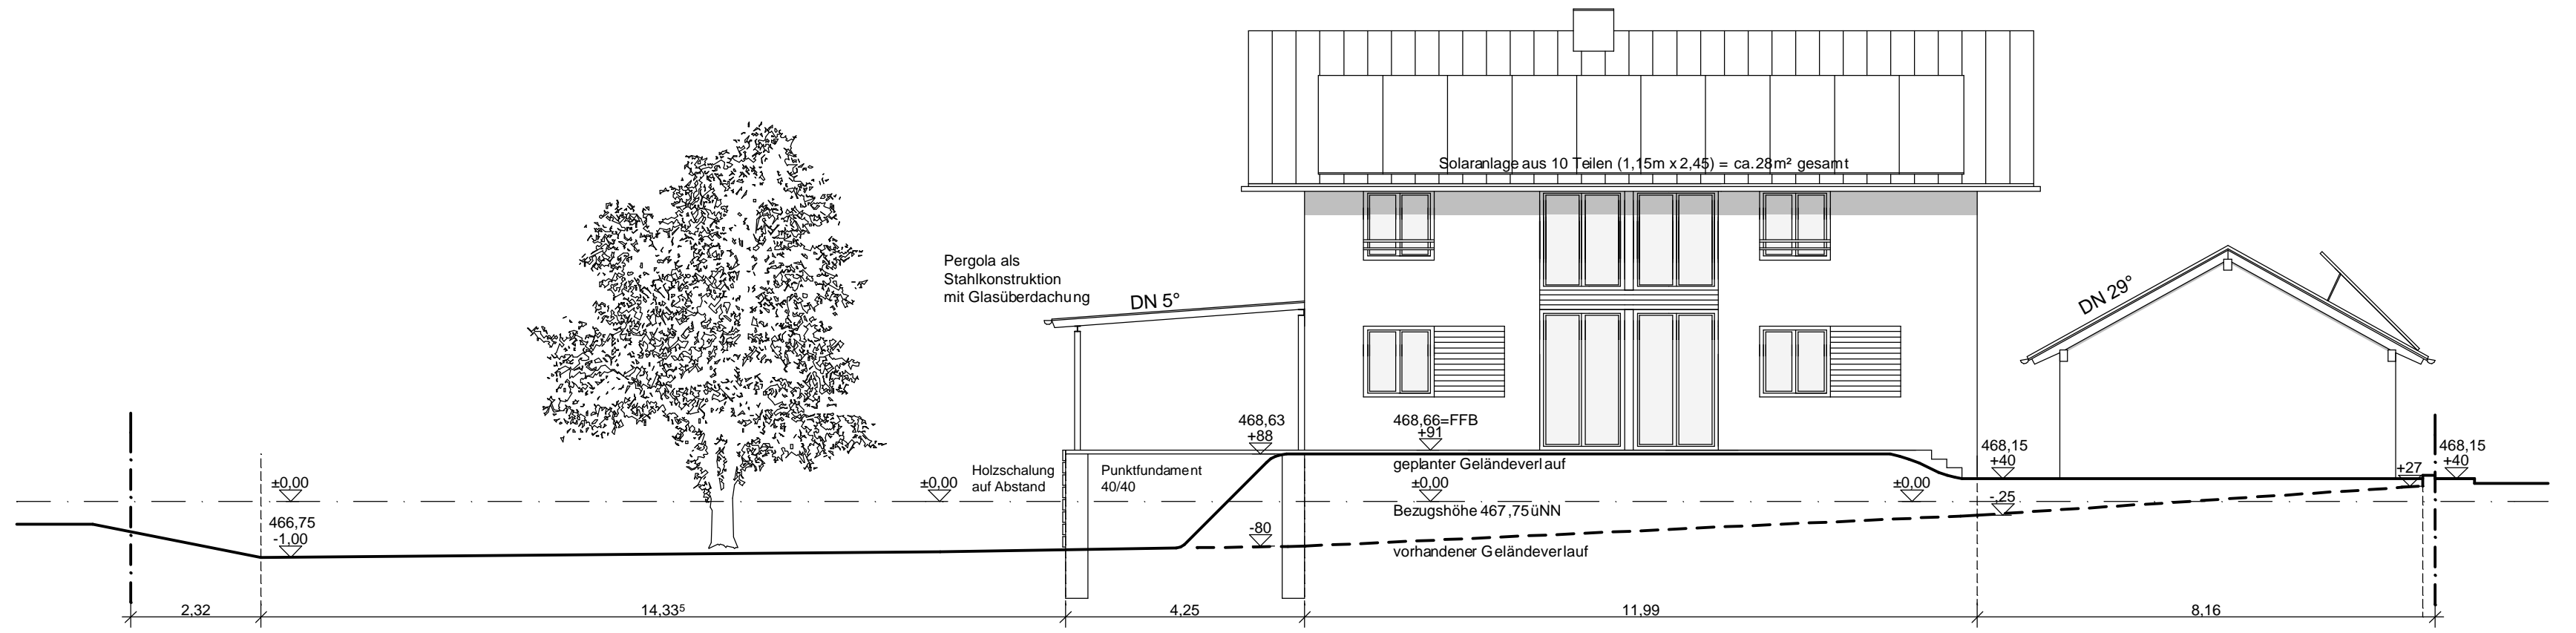 Solaranlage aus 10 Teilen (1,15m x 2,45) = ca.28m² gesamt
Pergola als
Stahlkonstruktion
mit Glasüberdachung
DN 5°
DN 29°
468,63
+88
468,66=FFB
+91
468,15
+40
468,15
+40
+27
Holzschalung
auf Abstand
Punktfundament
40/40
geplanter Geländeverlauf
±0,00
±0,00
±0,00
±0,00
-,25
Bezugshöhe 467,75üNN
466,75
-1,00
-80
vorhandener Geländeverlauf
2,32
14,33⁵
4,25
11,99
8,16